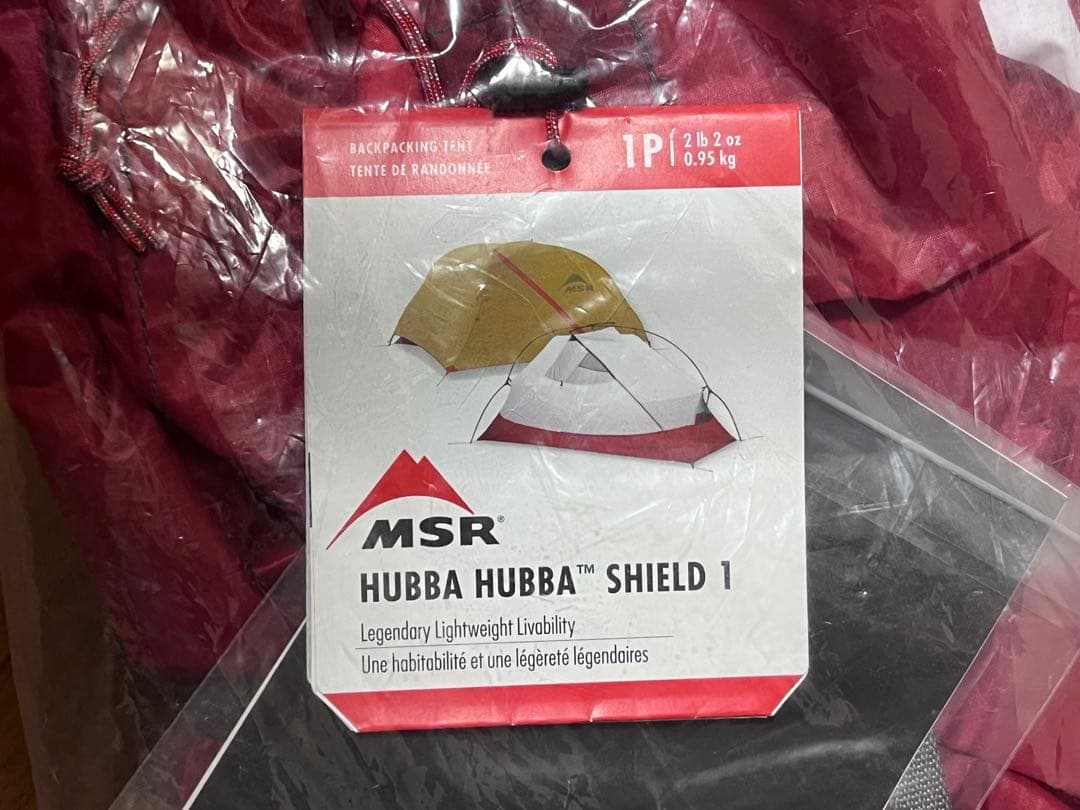 BACKPACKING TENT
TENTE DE RANDONNÉE
1P
2 lb 2 oz
0.95 kg
MSR
MSR®
HUBBA HUBBA™ SHIELD 1
Legendary Lightweight Livability
Une habitabilité et une légèreté légendaires